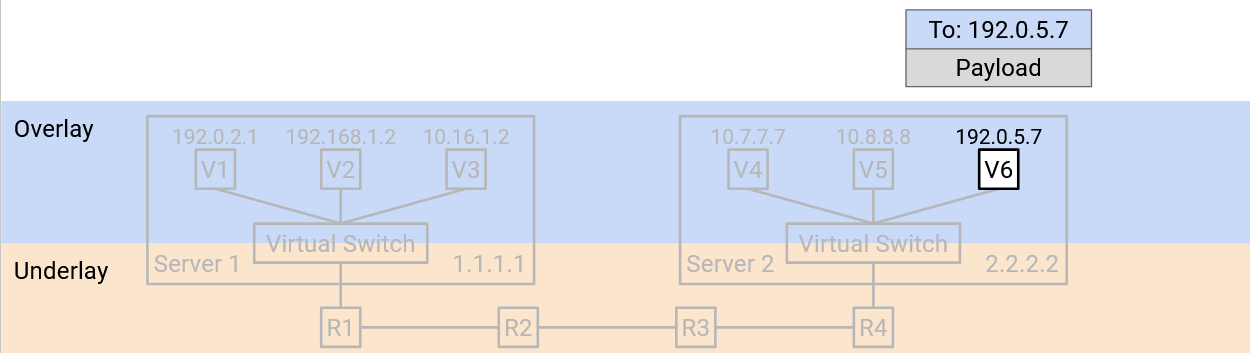 To: 192.0.5.7
Payload
Overlay
192.0.2.1 192.168.1.2 10.16.1.2 10.7.7.7 10.8.8.8 192.0.5.7
V1 V2 V3 V4 V5 V6
Virtual Switch Virtual Switch
Underlay
Server 1 1.1.1.1 Server 2 2.2.2.2
R1 R2 R3 R4